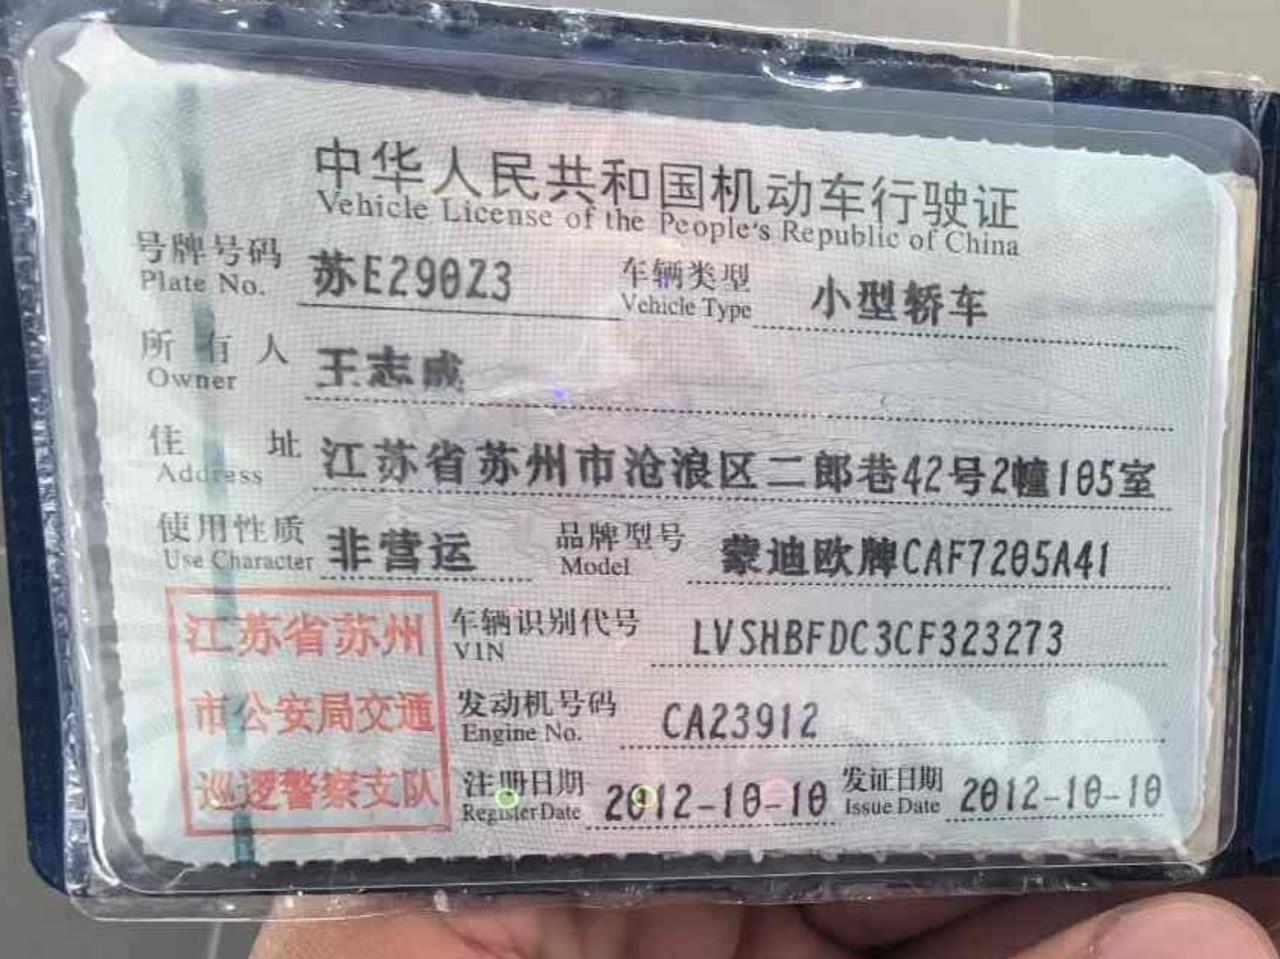 中华人民共和国机动车行驶证
Vehicle License of the People's Republic of China
号牌号码 苏E290Z3 车辆类型 小型轿车
Plate No. Vehicle Type
所有人 王志成
Owner
住址 江苏省苏州市沧浪区二郎巷42号2幢105室
Address
使用性质 非营运 品牌型号 蒙迪欧牌CAF7205A41
Use Character Model
江苏省苏州
市公安局交通
巡逻警察支队
车辆识别代号 LVSHBFDC3CF323273
VIN
发动机号码 CA23912
Engine No.
注册日期 2012-10-10 发证日期 2012-10-10
Register Date Issue Date